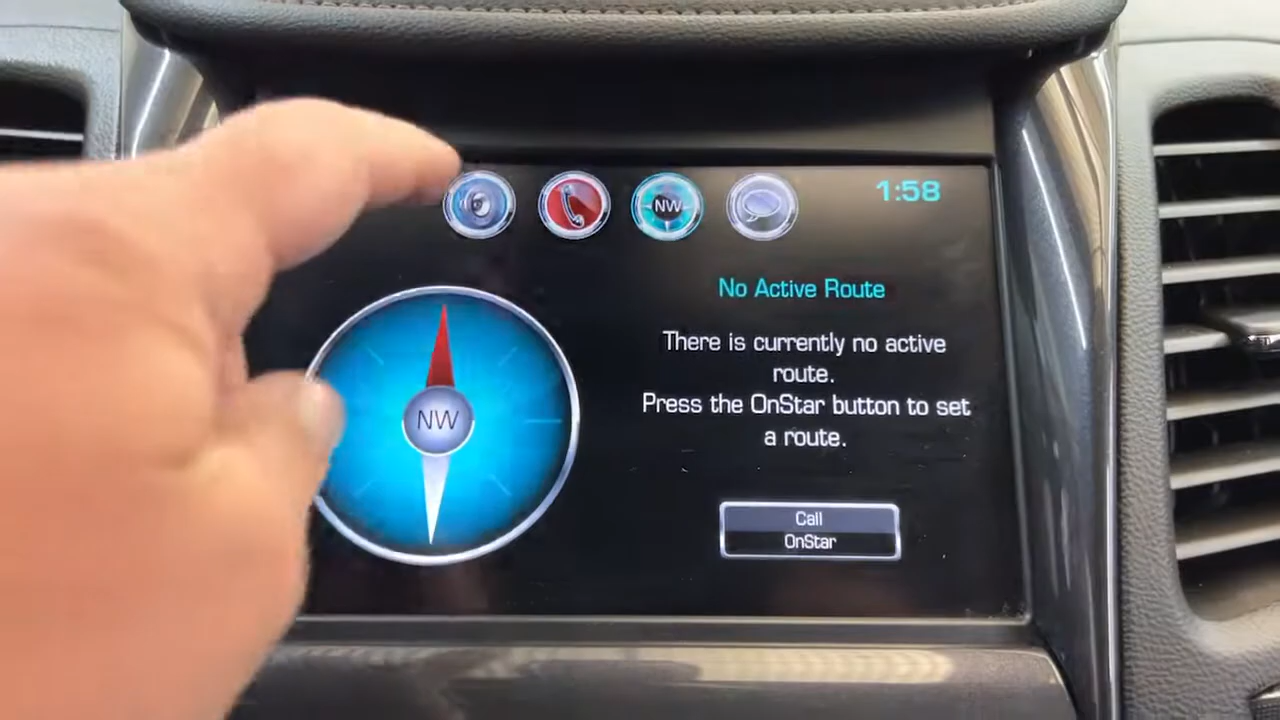 NW
1:58
No Active Route
There is currently no active
route.
Press the OnStar button to set
a route.
NW
Call
OnStar